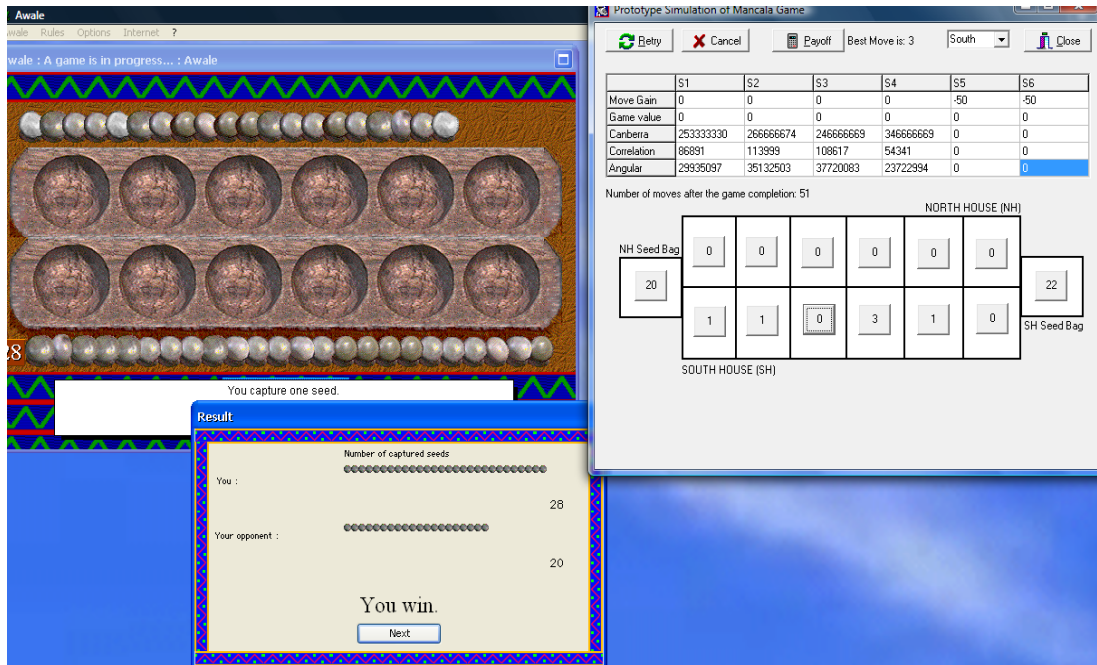 Awale
Awale Rules Options Internet ?
Awale : A game is in progress... : Awale
28
You capture one seed.
Result
Number of captured seeds
You :
28
Your opponent :
20
You win.
Next
Prototype Simulation of Mancala Game
Retry Cancel Payoff Best Move is: 3 South Close
S1 S2 S3 S4 S5 S6
Move Gain 0 0 0 0 -50 -50
Game value 0 0 0 0 0 0
Canberra 253333330 266666674 246666669 346666669 0 0
Correlation 86891 113999 108617 54341 0 0
Angular 29935097 35132503 37720083 23722994 0 0
Number of moves after the game completion: 51
NORTH HOUSE (NH)
NH Seed Bag 0 0 0 0 0 0
20 22
1 1 0 3 1 0 SH Seed Bag
SOUTH HOUSE (SH)